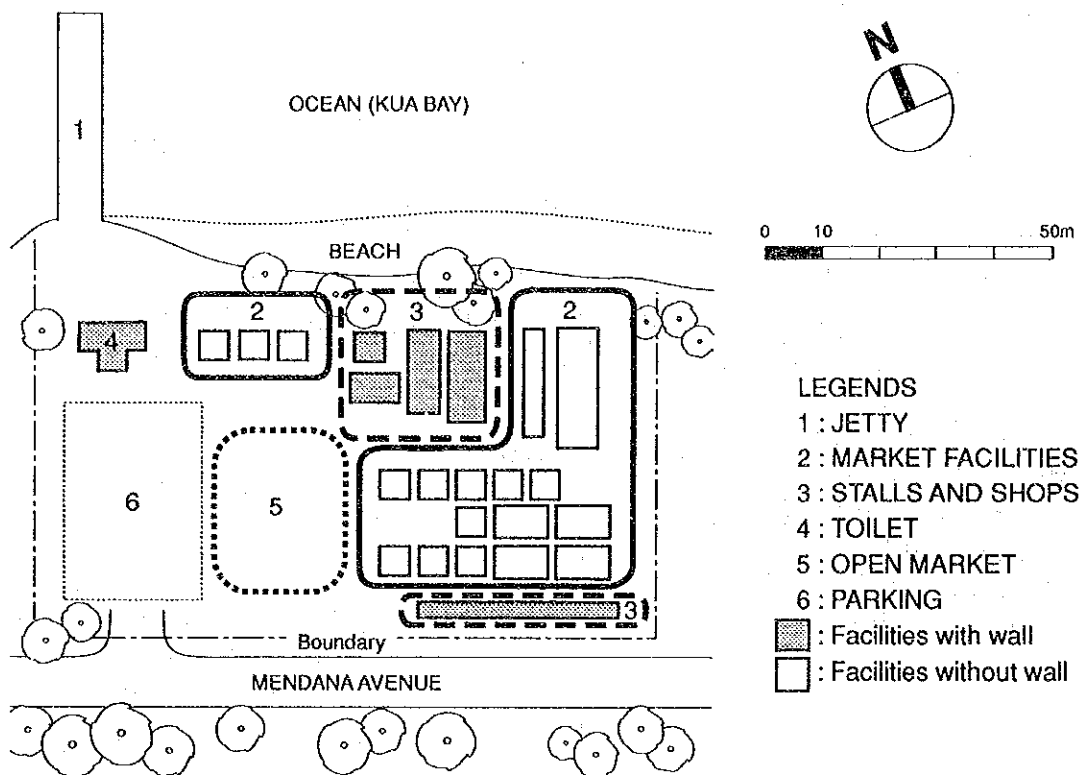 N
OCEAN (KUA BAY)
1
0 10 50m
BEACH
2
3
2
4
6
5
3
Boundary
MENDANA AVENUE
LEGENDS
1 : JETTY
2 : MARKET FACILITIES
3 : STALLS AND SHOPS
4 : TOILET
5 : OPEN MARKET
6 : PARKING
: Facilities with wall
: Facilities without wall